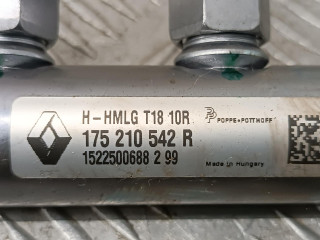 H-HMLG T18 10R
POPPE+POTTHOFF
175 210 542 R
1522500688 2 99
Made in Hungary